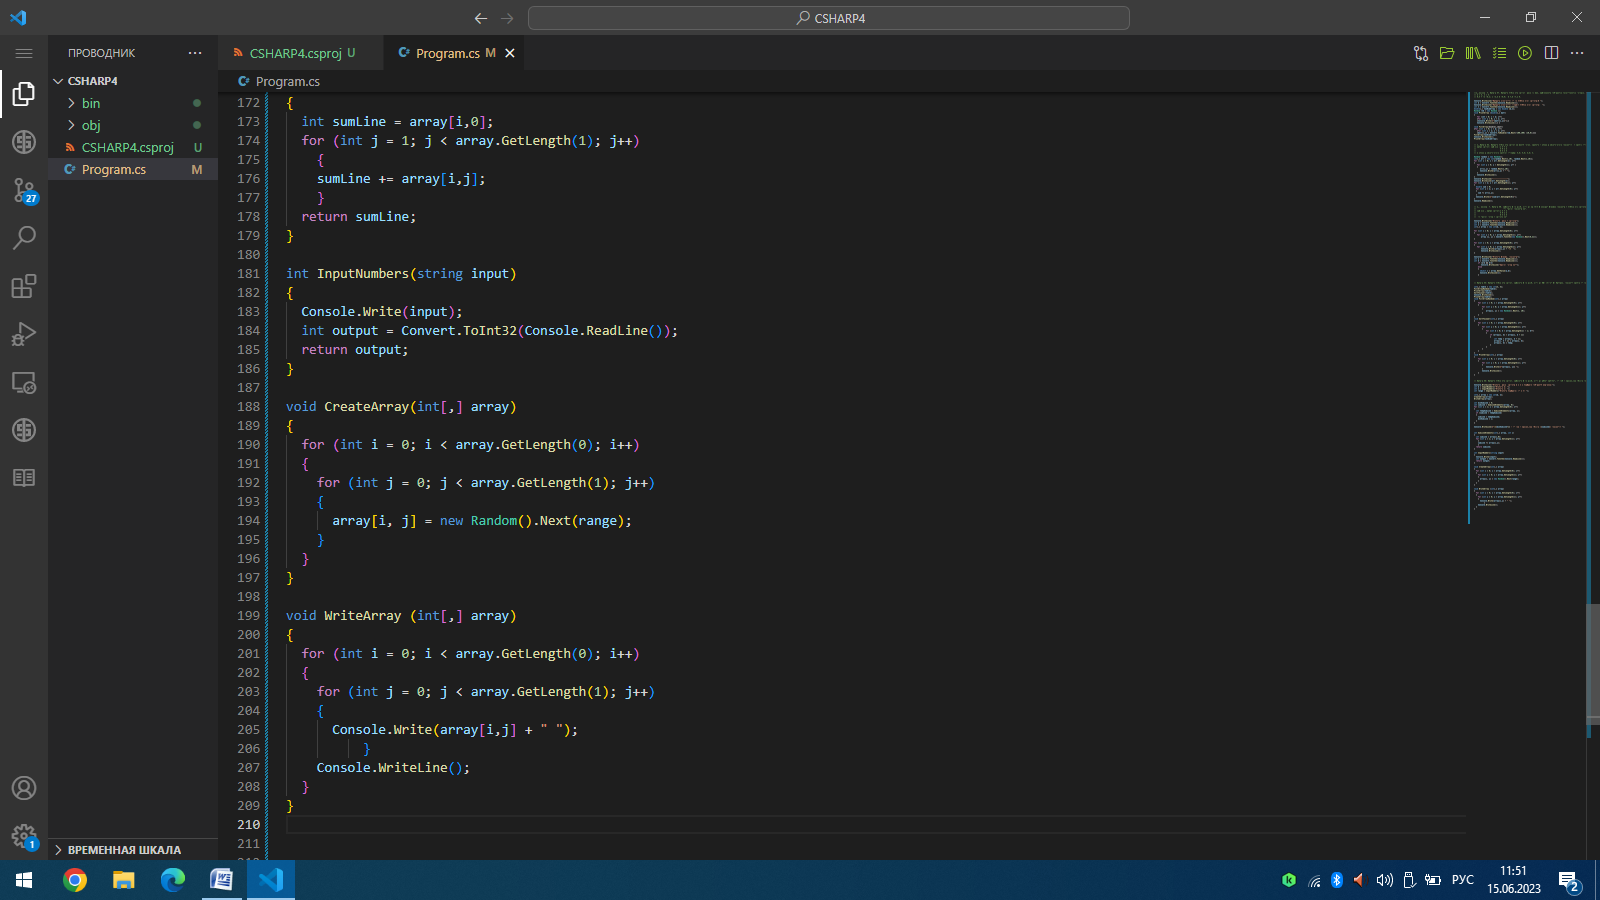 CSHARP4
ПРОВОДНИК
CSHARP4.csproj U
Program.cs M
CSHARP4
Program.cs
bin
obj
CSHARP4.csproj U
Program.cs M
27
1
ВРЕМЕННАЯ ШКАЛА
172 {
173 int sumLine = array[i,0];
174 for (int j = 1; j < array.GetLength(1); j++)
175 {
176 sumLine += array[i,j];
177 }
178 return sumLine;
179 }
180
181 int InputNumbers(string input)
182 {
183 Console.Write(input);
184 int output = Convert.ToInt32(Console.ReadLine());
185 return output;
186 }
187
188 void CreateArray(int[,] array)
189 {
190 for (int i = 0; i < array.GetLength(0); i++)
191 {
192 for (int j = 0; j < array.GetLength(1); j++)
193 {
194 array[i, j] = new Random().Next(range);
195 }
196 }
197 }
198
199 void WriteArray (int[,] array)
200 {
201 for (int i = 0; i < array.GetLength(0); i++)
202 {
203 for (int j = 0; j < array.GetLength(1); j++)
204 {
205 Console.Write(array[i,j] + " ");
206 }
207 Console.WriteLine();
208 }
209 }
210
211
РУС
11:51
15.06.2023
2